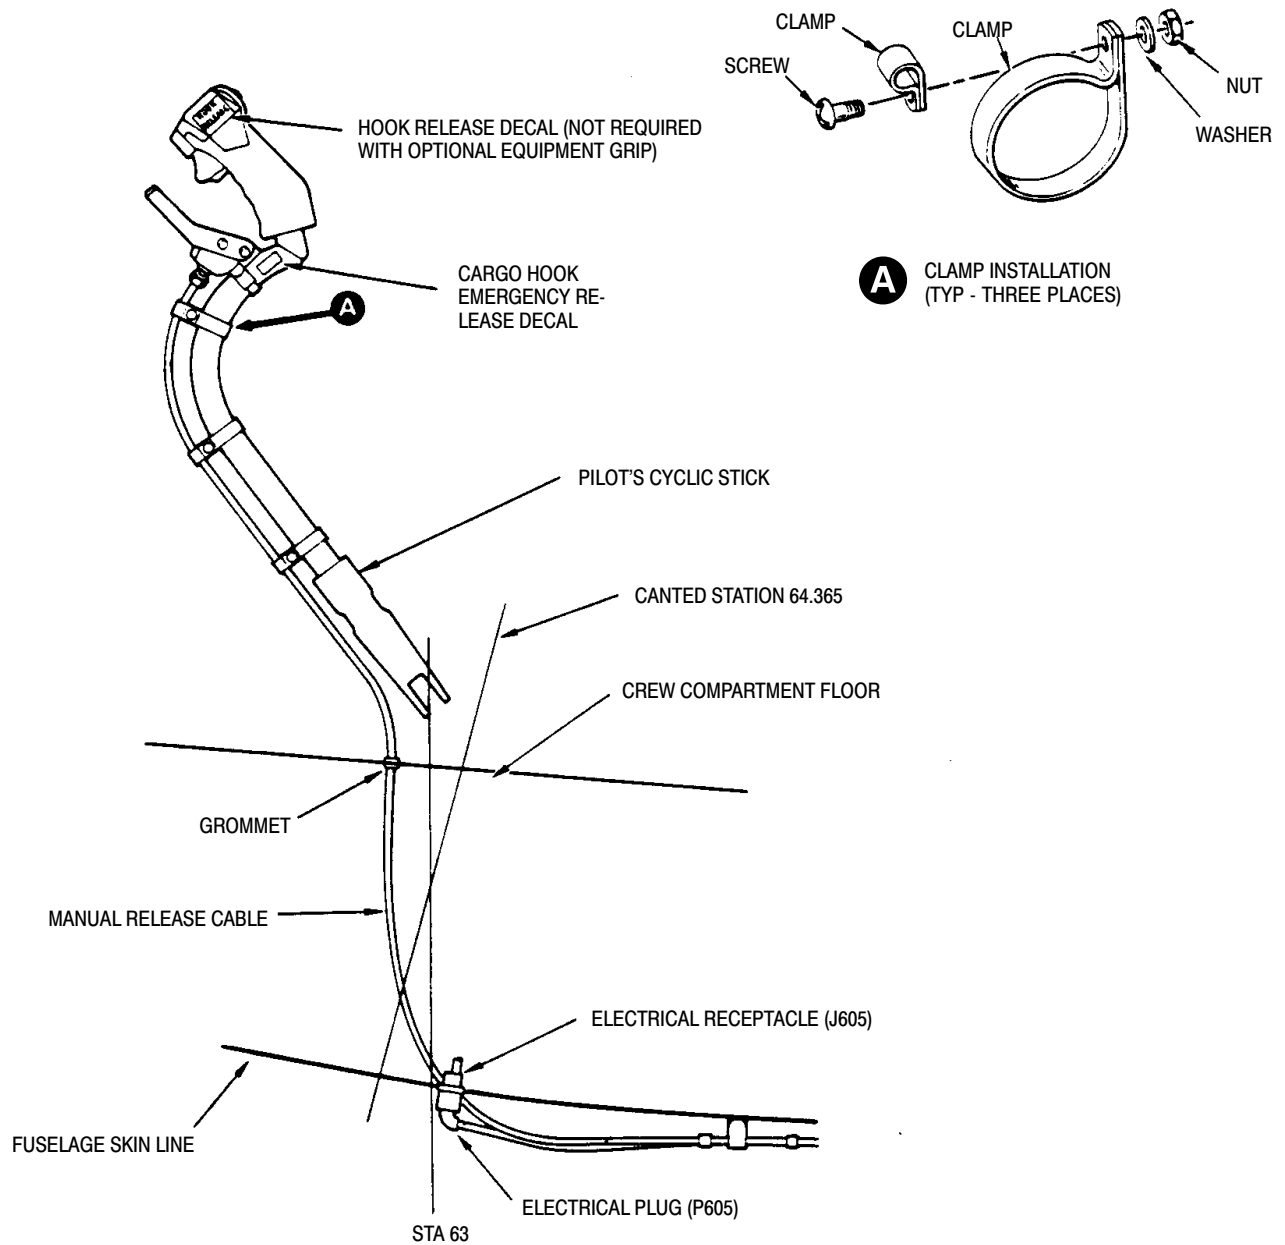 CLAMP
CLAMP
SCREW
NUT
WASHER
HOOK RELEASE DECAL (NOT REQUIRED
WITH OPTIONAL EQUIPMENT GRIP)
CARGO HOOK
EMERGENCY RE-
LEASE DECAL
A
A
CLAMP INSTALLATION
(TYP - THREE PLACES)
PILOT'S CYCLIC STICK
CANTED STATION 64.365
CREW COMPARTMENT FLOOR
GROMMET
MANUAL RELEASE CABLE
ELECTRICAL RECEPTACLE (J605)
FUSELAGE SKIN LINE
ELECTRICAL PLUG (P605)
STA 63